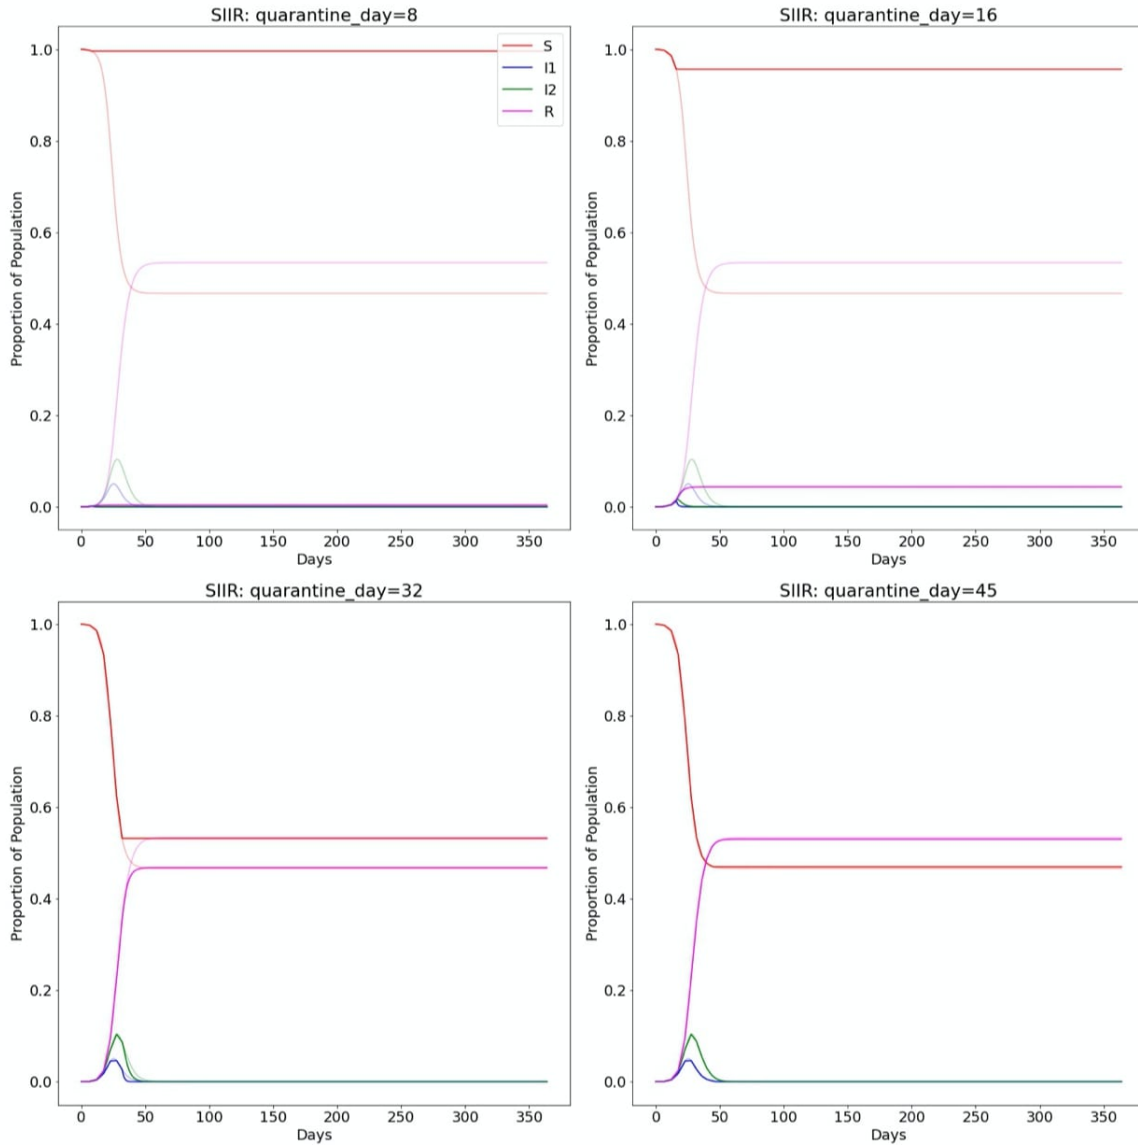 SIIR: quarantine_day=8
1.0
0.8
0.6
0.4
0.2
0.0
Proportion of Population
S
I1
I2
R
0 50 100 150 200 250 300 350
Days
SIIR: quarantine_day=16
1.0
0.8
0.6
0.4
0.2
0.0
Proportion of Population
0 50 100 150 200 250 300 350
Days
SIIR: quarantine_day=32
1.0
0.8
0.6
0.4
0.2
0.0
Proportion of Population
0 50 100 150 200 250 300 350
Days
SIIR: quarantine_day=45
1.0
0.8
0.6
0.4
0.2
0.0
Proportion of Population
0 50 100 150 200 250 300 350
Days